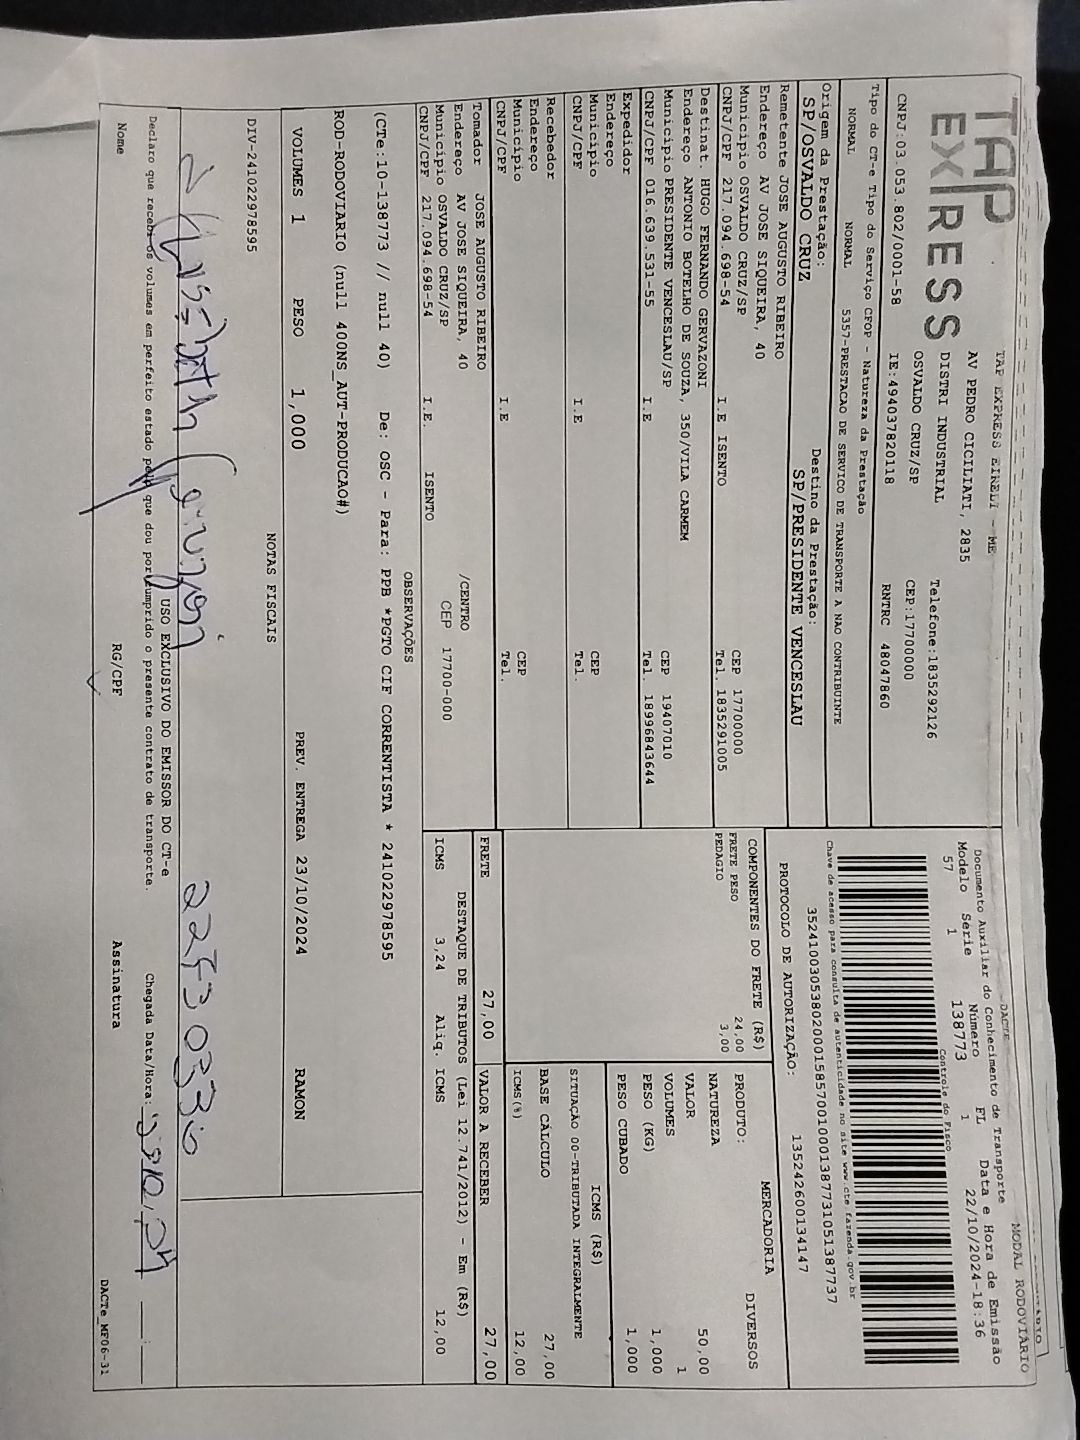 TAP EXPRESS
TAP EXPRESS EIRELI - ME
AV PEDRO CICILIATI, 2835
DISTRI INDUSTRIAL
Telefone:1835292126
OSVALDO CRUZ/SP
CEP:17700000
CNPJ:03.053.802/0001-58
IE:494037820118
RNTRC 48047860
MODAL RODOVIÁRIO
DACTE
Documento Auxiliar do Conhecimento de Transporte
Modelo Série Número FL Data e Hora de Emissão
57 1 138773 1 22/10/2024-18:36
Controle do Fisco
Chave de acesso para consulta de autenticidade no site www.cte.fazenda.gov.br
35241003053802000158570010001387731051387737
PROTOCOLO DE AUTORIZAÇÃO: 135242600134147
Tipo do CT-e Tipo do Serviço CFOP - Natureza da Prestação
NORMAL NORMAL 5357-PRESTACAO DE SERVICO DE TRANSPORTE A NAO CONTRIBUINTE
Origem da Prestação: Destino da Prestação:
SP/OSVALDO CRUZ SP/PRESIDENTE VENCESLAU
Remetente JOSE AUGUSTO RIBEIRO
Endereço AV JOSE SIQUEIRA, 40
Município OSVALDO CRUZ/SP CEP 17700000
CNPJ/CPF 217.094.698-54 I.E ISENTO Tel. 1835291005
Destinat. HUGO FERNANDO GERVAZONI
Endereço ANTONIO BOTELHO DE SOUZA, 350/VILA CARMEM
Município PRESIDENTE VENCESLAU/SP CEP 19407010
CNPJ/CPF 016.639.531-55 I.E Tel. 18996843644
Expedidor
Endereço
Município CEP
CNPJ/CPF I.E Tel.
Recebedor
Endereço
Município CEP
CNPJ/CPF I.E Tel.
Tomador JOSE AUGUSTO RIBEIRO
Endereço AV JOSE SIQUEIRA, 40 /CENTRO
Município OSVALDO CRUZ/SP CEP 17700-000
CNPJ/CPF 217.094.698-54 I.E. ISENTO
COMPONENTES DO FRETE (R$)
FRETE PESO 24,00
PEDAGIO 3,00
PRODUTO: MERCADORIA
NATUREZA DIVERSOS
VALOR 50,00
VOLUMES 1
PESO (KG) 1,000
PESO CUBADO 1,000
ICMS (R$)
SITUAÇÃO 00-TRIBUTADA INTEGRALMENTE
BASE CÁLCULO 27,00
ICMS(%) 12,00
FRETE 27,00 VALOR A RECEBER 27,00
DESTAQUE DE TRIBUTOS (Lei 12.741/2012) - Em (R$)
ICMS 3,24 Aliq. ICMS 12,00
OBSERVAÇÕES
(CTe:10-138773 // null 40) De: OSC - Para: PPB *PGTO CIF CORRENTISTA * 241022978595
ROD-RODOVIARIO (null 400NS_AUT-PRODUCAO#)
VOLUMES 1 PESO 1,000 PREV. ENTREGA 23/10/2024 RAMON
NOTAS FISCAIS
DIV-241022978595
USO EXCLUSIVO DO EMISSOR DO CT-e
Declaro que recebi os volumes em perfeito estado pelo que dou por cumprido o presente contrato de transporte.
Chegada Data/Hora:
Nome RG/CPF Assinatura
DACTe_MF06-31